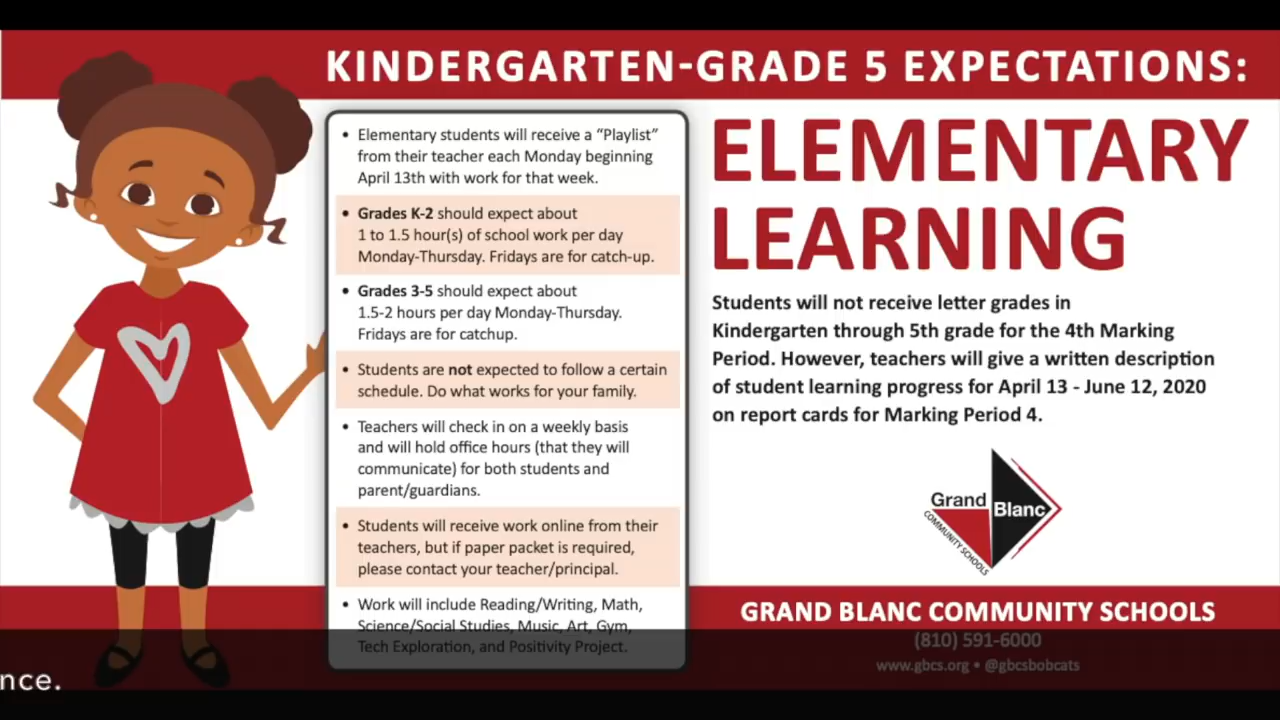 KINDERGARTEN-GRADE 5 EXPECTATIONS:
• Elementary students will receive a “Playlist”
from their teacher each Monday beginning
April 13th with work for that week.
• Grades K-2 should expect about
1 to 1.5 hour(s) of school work per day
Monday-Thursday. Fridays are for catch-up.
• Grades 3-5 should expect about
1.5-2 hours per day Monday-Thursday.
Fridays are for catchup.
• Students are not expected to follow a certain
schedule. Do what works for your family.
• Teachers will check in on a weekly basis
and will hold office hours (that they will
communicate) for both students and
parent/guardians.
• Students will receive work online from their
teachers, but if paper packet is required,
please contact your teacher/principal.
• Work will include Reading/Writing, Math,
Science/Social Studies, Music, Art, Gym,
Tech Exploration, and Positivity Project.
ELEMENTARY
LEARNING
Students will not receive letter grades in
Kindergarten through 5th grade for the 4th Marking
Period. However, teachers will give a written description
of student learning progress for April 13 - June 12, 2020
on report cards for Marking Period 4.
Grand Blanc
COMMUNITY SCHOOLS
GRAND BLANC COMMUNITY SCHOOLS
(810) 591-6000
www.gbcs.org • @gbcsbobcats
nce.